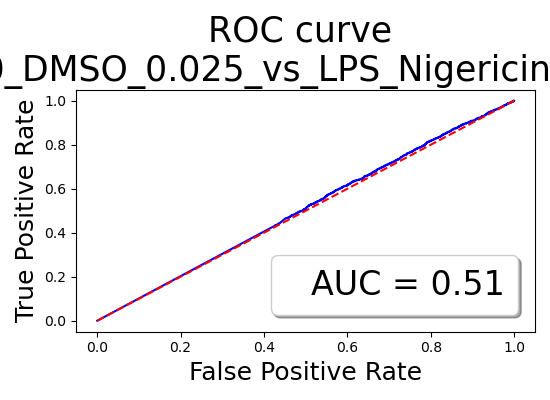 ROC curve
0_DMSO_0.025_vs_LPS_Nigericin
True Positive Rate
1.0
0.8
0.6
0.4
0.2
0.0
AUC = 0.51
0.0 0.2 0.4 0.6 0.8 1.0
False Positive Rate